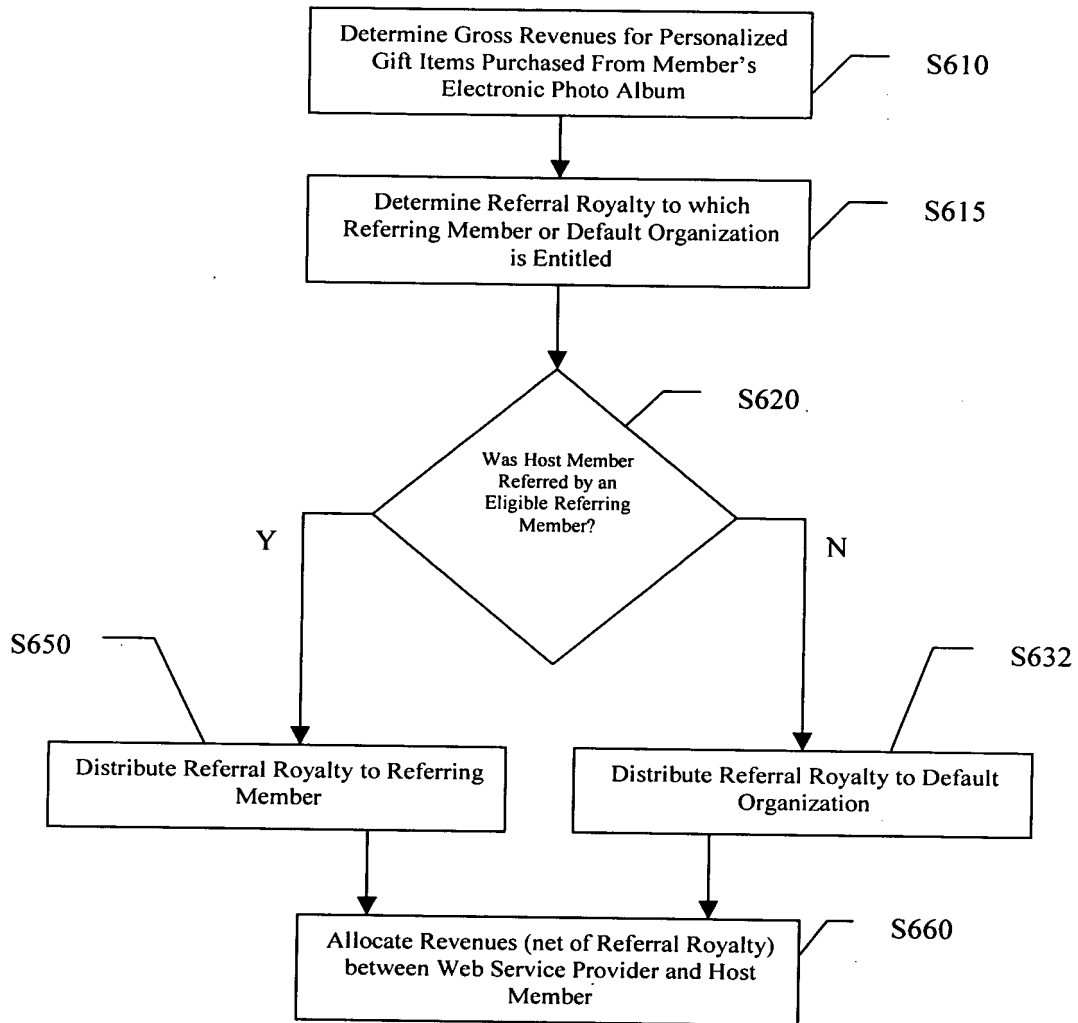 Determine Gross Revenues for Personalized
Gift Items Purchased From Member's
Electronic Photo Album
S610
Determine Referral Royalty to which
Referring Member or Default Organization
is Entitled
S615
S620
Was Host Member
Referred by an
Eligible Referring
Member?
Y
N
S650
S632
Distribute Referral Royalty to Referring
Member
Distribute Referral Royalty to Default
Organization
Allocate Revenues (net of Referral Royalty)
between Web Service Provider and Host
Member
S660